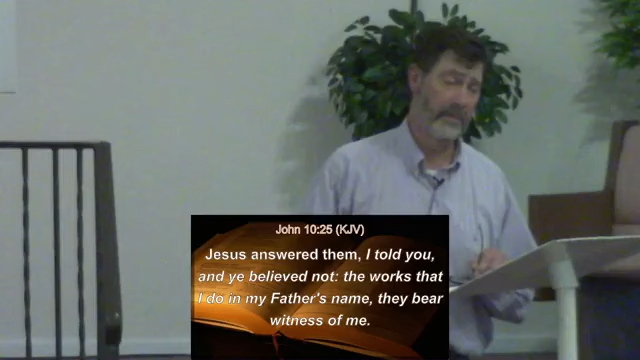 John 10:25 (KJV)
Jesus answered them, I told you,
and ye believed not: the works that
I do in my Father's name, they bear
witness of me.